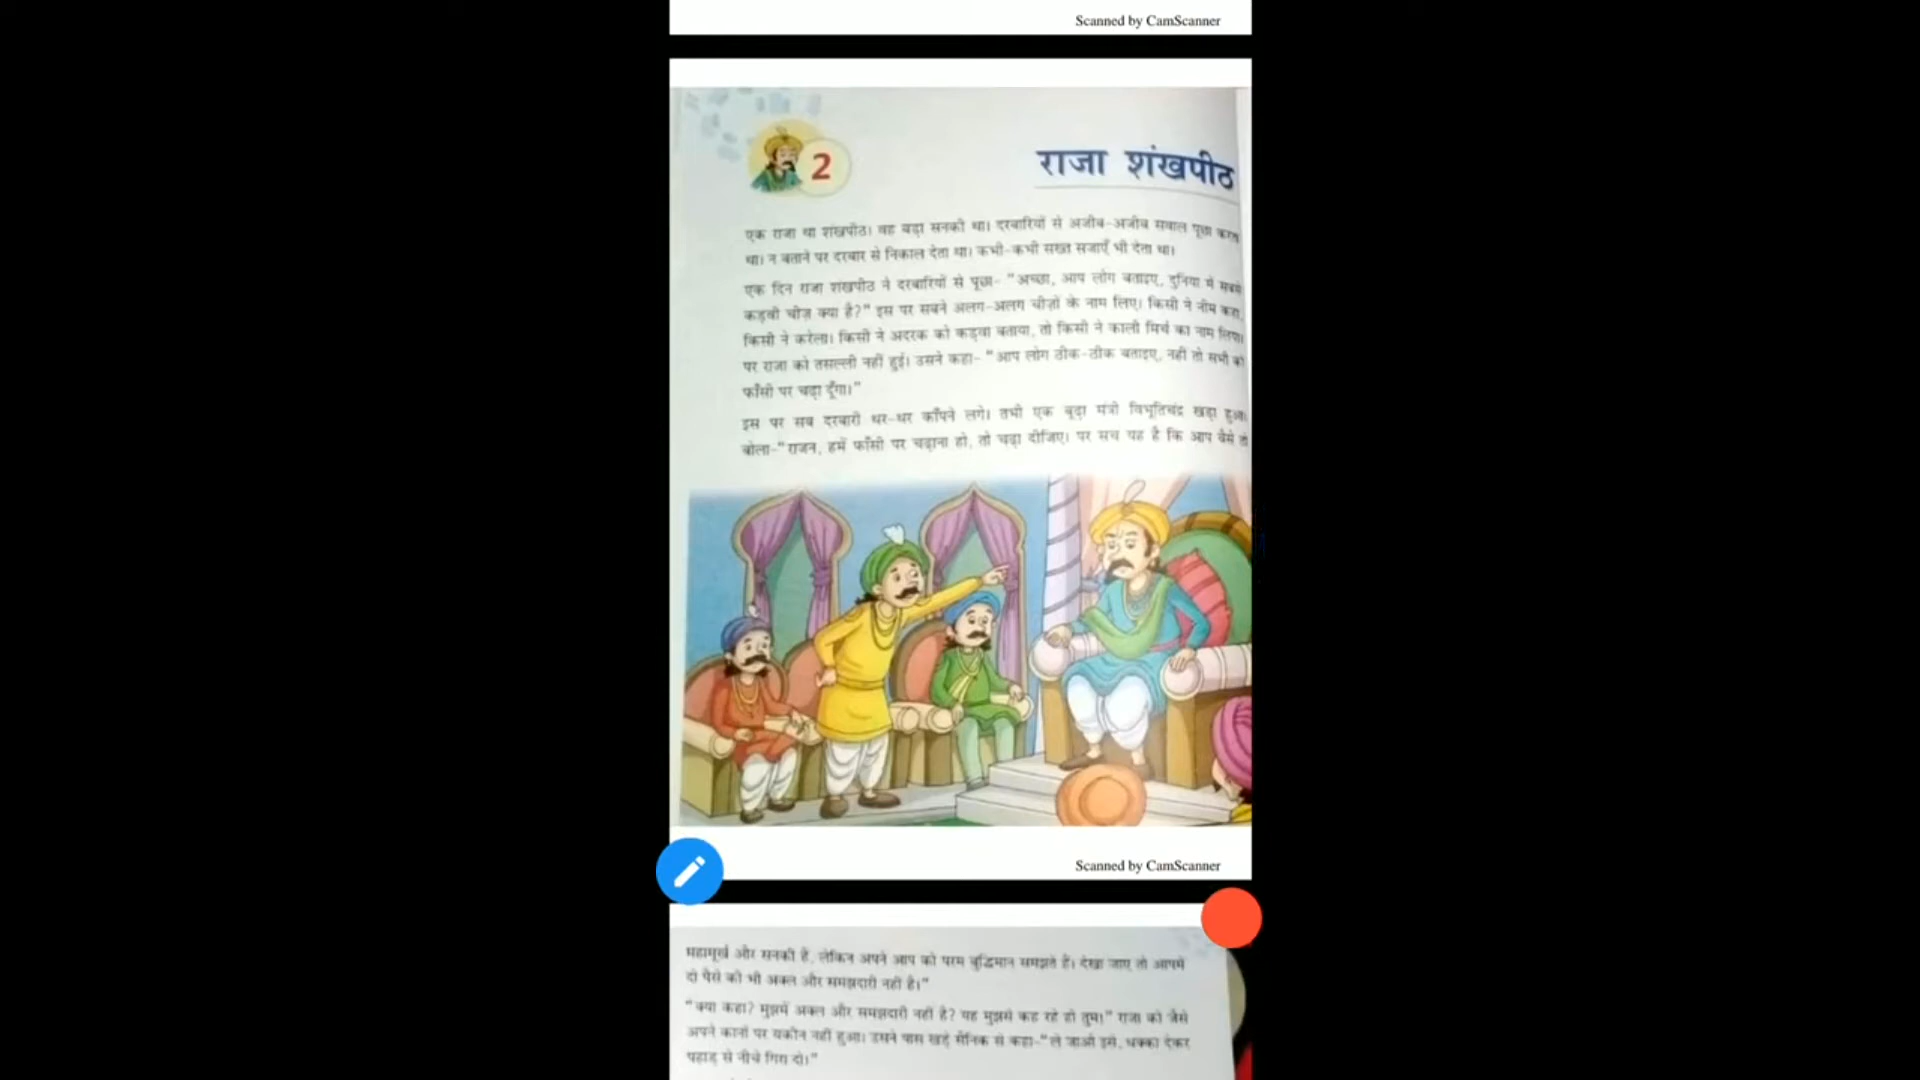 Scanned by CamScanner
2
राजा शंखपीठ
एक राजा था शंखपीठ। वह बड़ा सनकी था। दरबारियों से अजीब-अजीब सवाल पूछा करता
था। न बताने पर दरबार से निकाल देता था। कभी-कभी सख्त सजाएँ भी देता था।
एक दिन राजा शंखपीठ ने दरबारियों से पूछा- "अच्छा, आप लोग बताइए, दुनिया में सबसे
कड़वी चीज़ क्या है?" इस पर सबने अलग-अलग चीज़ों के नाम लिए। किसी ने नीम कहा,
किसी ने करेला। किसी ने अदरक को कड़वा बताया, तो किसी ने काली मिर्च का नाम लिया।
पर राजा को तसल्ली नहीं हुई। उसने कहा- "आप लोग ठीक-ठीक बताइए, नहीं तो सभी को
फाँसी पर चढ़ा दूँगा।"
इस पर सब दरबारी थर-थर काँपने लगे। तभी एक बूढ़ा मंत्री विभूतिचंद्र खड़ा हुआ।
बोला-"राजन, हमें फाँसी पर चढ़ाना हो, तो चढ़ा दीजिए। पर सच यह है कि आप वैसे तो
Scanned by CamScanner
महामूर्ख और सनकी हैं, लेकिन अपने आप को परम बुद्धिमान समझते हैं। देखा जाए तो आपमें
दो पैसे की भी अक्ल और समझदारी नहीं है।"
"क्या कहा? मुझमें अक्ल और समझदारी नहीं है? यह मुझसे कह रहे हो तुम।" राजा को जैसे
अपने कानों पर यकीन नहीं हुआ। उसने पास खड़े सैनिक से कहा-"ले जाओ इसे, धक्का देकर
पहाड़ से नीचे गिरा दो।"